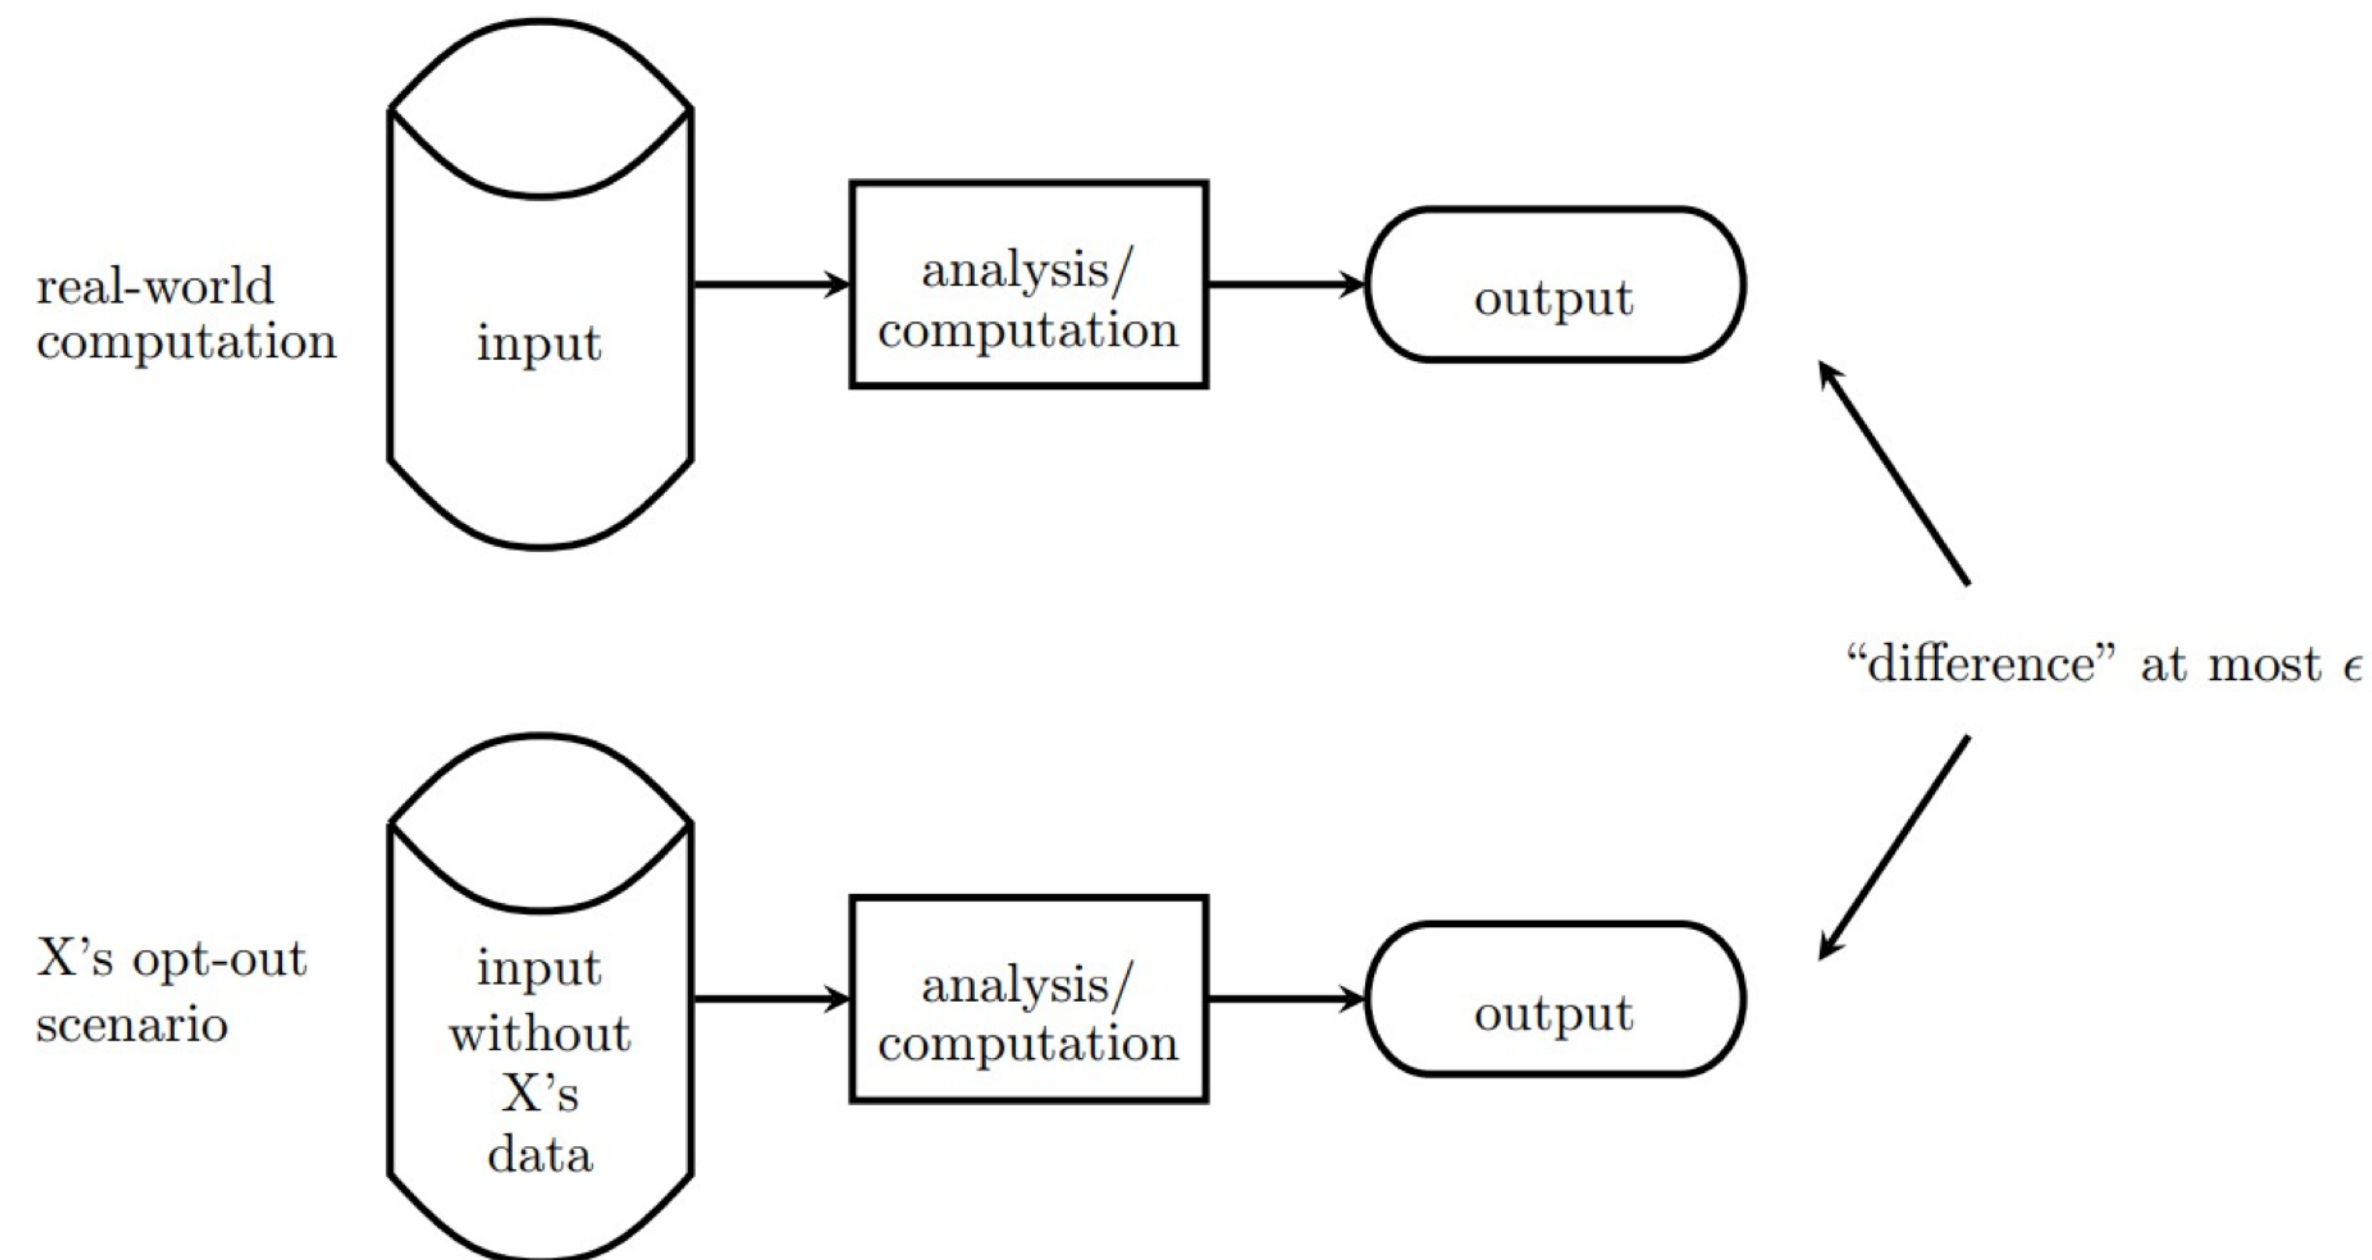 real-world
computation
input
analysis/
computation
output
“difference” at most ϵ
X’s opt-out
scenario
input
without
X’s
data
analysis/
computation
output